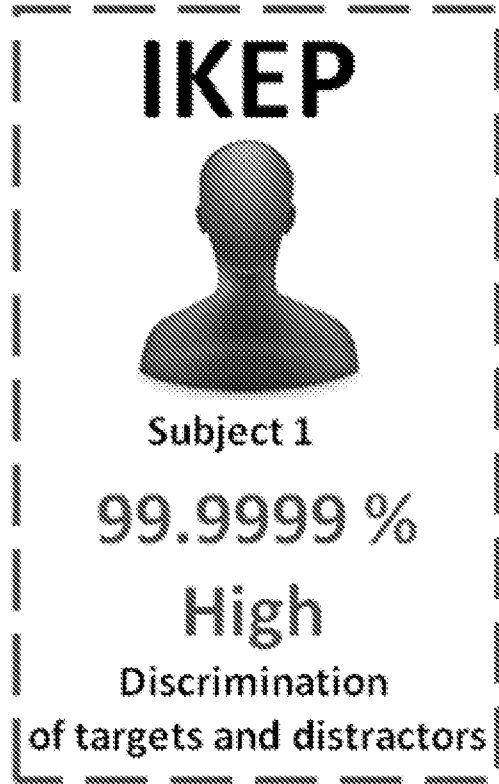 IKEP
Subject 1
99.9999 %
High
Discrimination
of targets and distractors